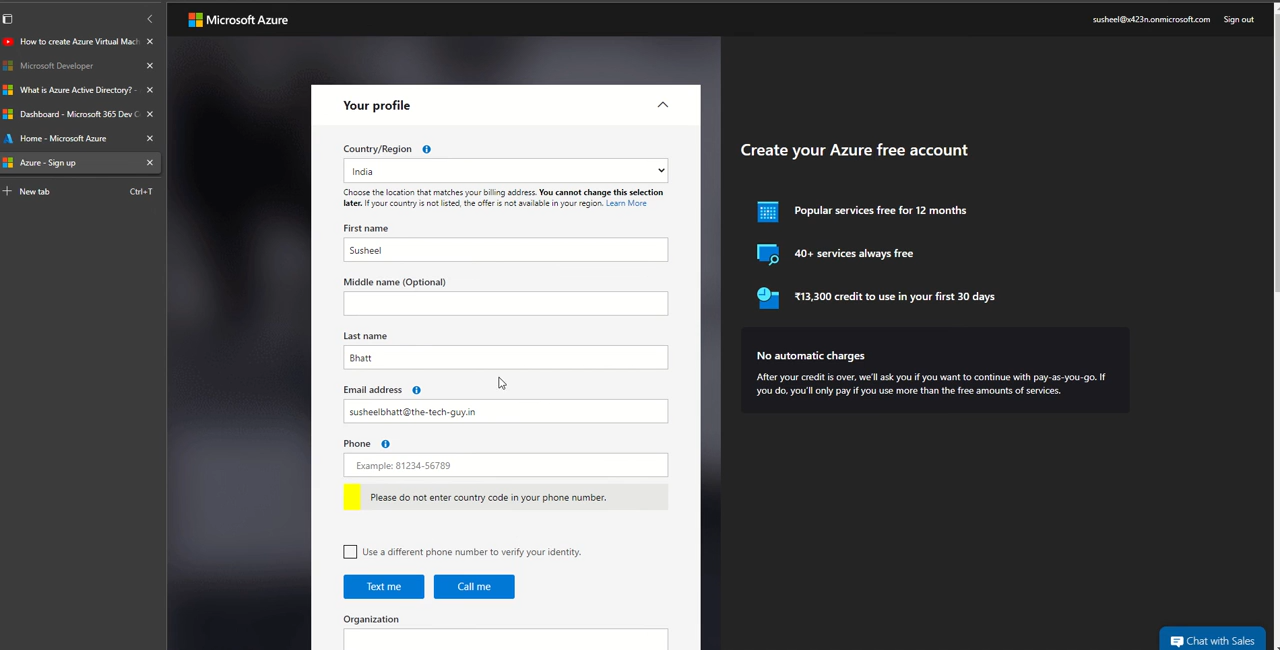 Microsoft Azure
susheel@x423n.onmicrosoft.com Sign out
How to create Azure Virtual Mach
Microsoft Developer
What is Azure Active Directory? -
Dashboard - Microsoft 365 Dev C
Home - Microsoft Azure
Azure - Sign up
New tab Ctrl+T
Your profile
Country/Region
India
Choose the location that matches your billing address. You cannot change this selection
later. If your country is not listed, the offer is not available in your region. Learn More
First name
Susheel
Middle name (Optional)
Last name
Bhatt
Email address
susheelbhatt@the-tech-guy.in
Phone
Example: 81234-56789
Please do not enter country code in your phone number.
Use a different phone number to verify your identity.
Text me Call me
Organization
Create your Azure free account
Popular services free for 12 months
40+ services always free
₹13,300 credit to use in your first 30 days
No automatic charges
After your credit is over, we'll ask you if you want to continue with pay-as-you-go. If
you do, you'll only pay if you use more than the free amounts of services.
Chat with Sales